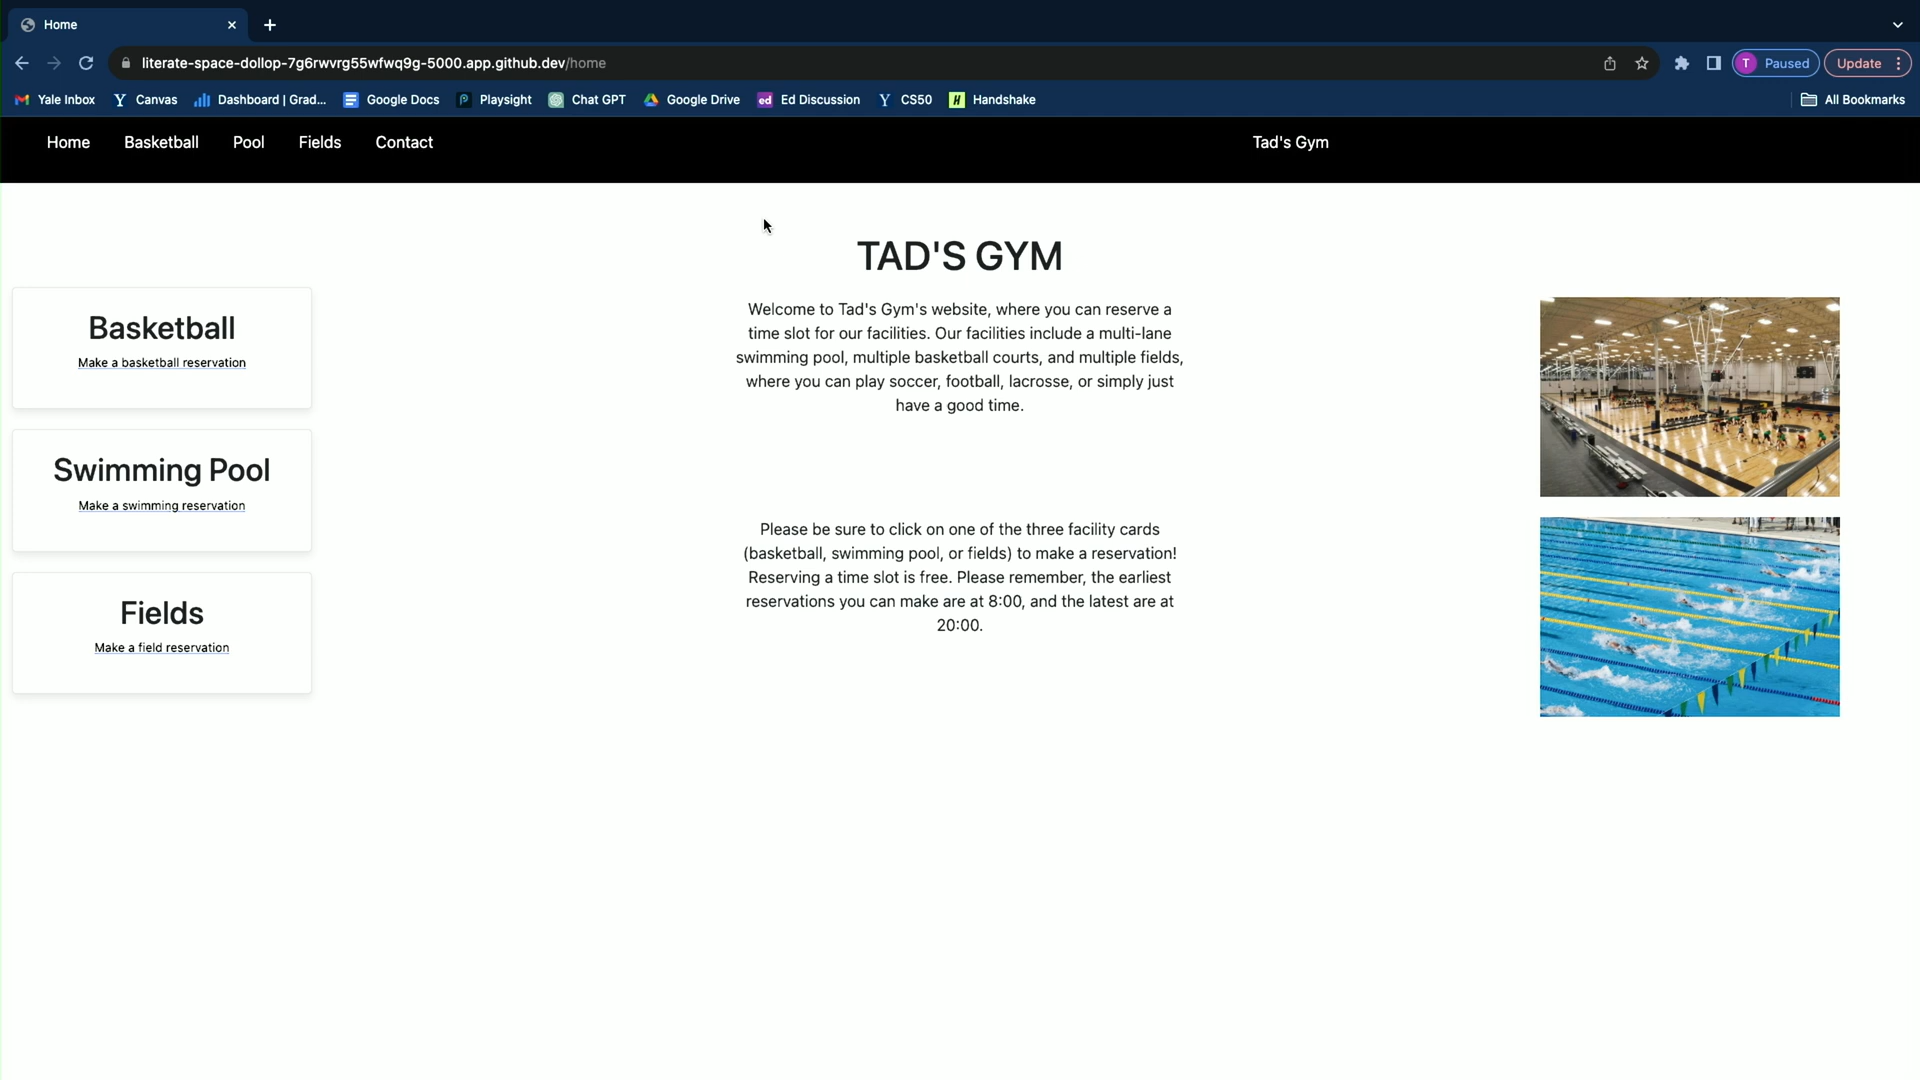 Home
literate-space-dollop-7g6rwvrg55wfwq9g-5000.app.github.dev/home
T Paused Update
Yale Inbox Canvas Dashboard | Grad... Google Docs Playsight Chat GPT Google Drive ed Ed Discussion CS50 Handshake All Bookmarks
Home Basketball Pool Fields Contact Tad's Gym
TAD'S GYM
Basketball
Make a basketball reservation
Swimming Pool
Make a swimming reservation
Fields
Make a field reservation
Welcome to Tad's Gym's website, where you can reserve a
time slot for our facilities. Our facilities include a multi-lane
swimming pool, multiple basketball courts, and multiple fields,
where you can play soccer, football, lacrosse, or simply just
have a good time.
Please be sure to click on one of the three facility cards
(basketball, swimming pool, or fields) to make a reservation!
Reserving a time slot is free. Please remember, the earliest
reservations you can make are at 8:00, and the latest are at
20:00.